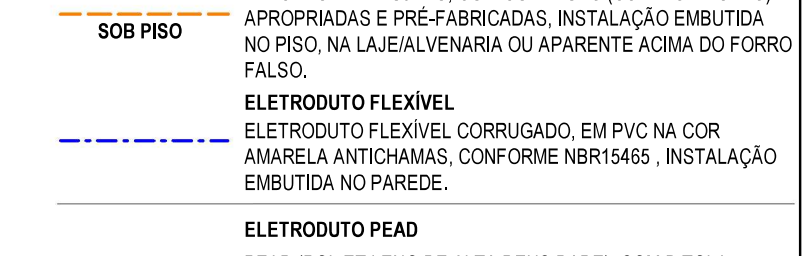 APROPRIADAS E PRÉ-FABRICADAS, INSTALAÇÃO EMBUTIDA
SOB PISO
NO PISO, NA LAJE/ALVENARIA OU APARENTE ACIMA DO FORRO
FALSO.
ELETRODUTO FLEXÍVEL
ELETRODUTO FLEXÍVEL CORRUGADO, EM PVC NA COR
AMARELA ANTICHAMAS, CONFORME NBR15465 , INSTALAÇÃO
EMBUTIDA NO PAREDE.
ELETRODUTO PEAD